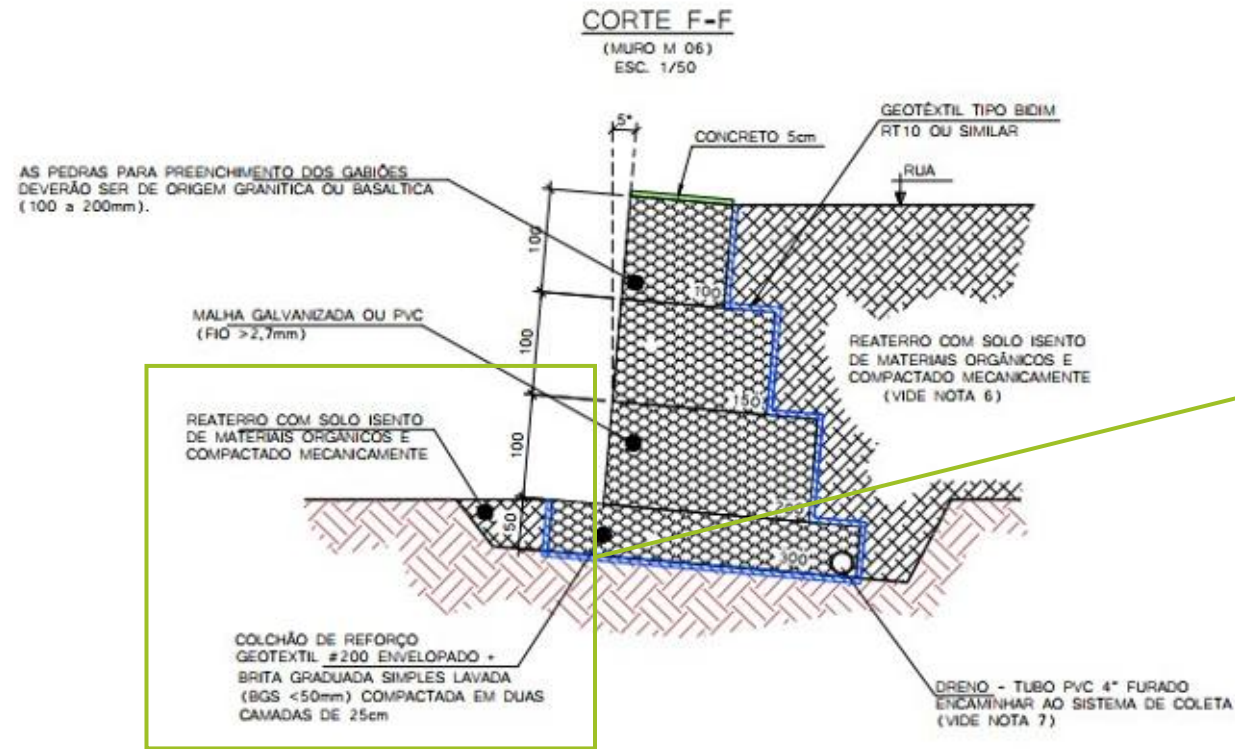 CORTE F-F
(MURO M 06)
ESC. 1/50
5°
GEOTÊXTIL TIPO BIDIM
RT10 OU SIMILAR
CONCRETO 5cm
RUA
AS PEDRAS PARA PREENCHIMENTO DOS GABIÕES
DEVERÃO SER DE ORIGEM GRANITICA OU BASALTICA
(100 a 200mm).
100
100
MALHA GALVANIZADA OU PVC
(FIO >2,7mm)
100
150
REATERRO COM SOLO ISENTO
DE MATERIAIS ORGÂNICOS E
COMPACTADO MECANICAMENTE
(VIDE NOTA 6)
REATERRO COM SOLO ISENTO
DE MATERIAIS ORGÂNICOS E
COMPACTADO MECANICAMENTE
100
200
50
300
COLCHÃO DE REFORÇO
GEOTEXTIL #200 ENVELOPADO +
BRITA GRADUADA SIMPLES LAVADA
(BGS <50mm) COMPACTADA EM DUAS
CAMADAS DE 25cm
DRENO - TUBO PVC 4" FURADO
ENCAMINHAR AO SISTEMA DE COLETA
(VIDE NOTA 7)